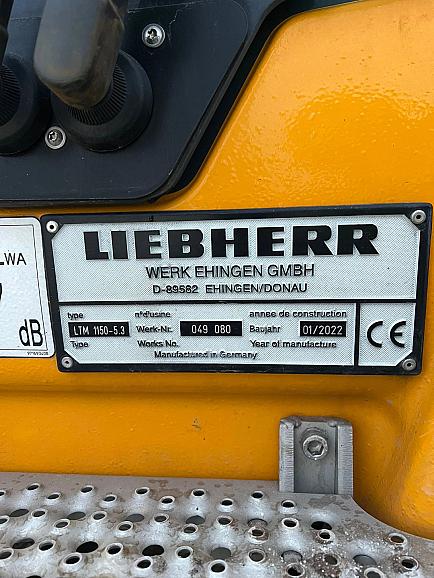 LIEBHERR
WERK EHINGEN GMBH
D-89582 EHINGEN/DONAU
type n°d'usine annee de construction
LTM 1150-5.3 Werk-Nr. 049 080 Baujahr 01/2022
Type Works No. Year of manufacture
Manufactured in Germany
CE
LWA
dB